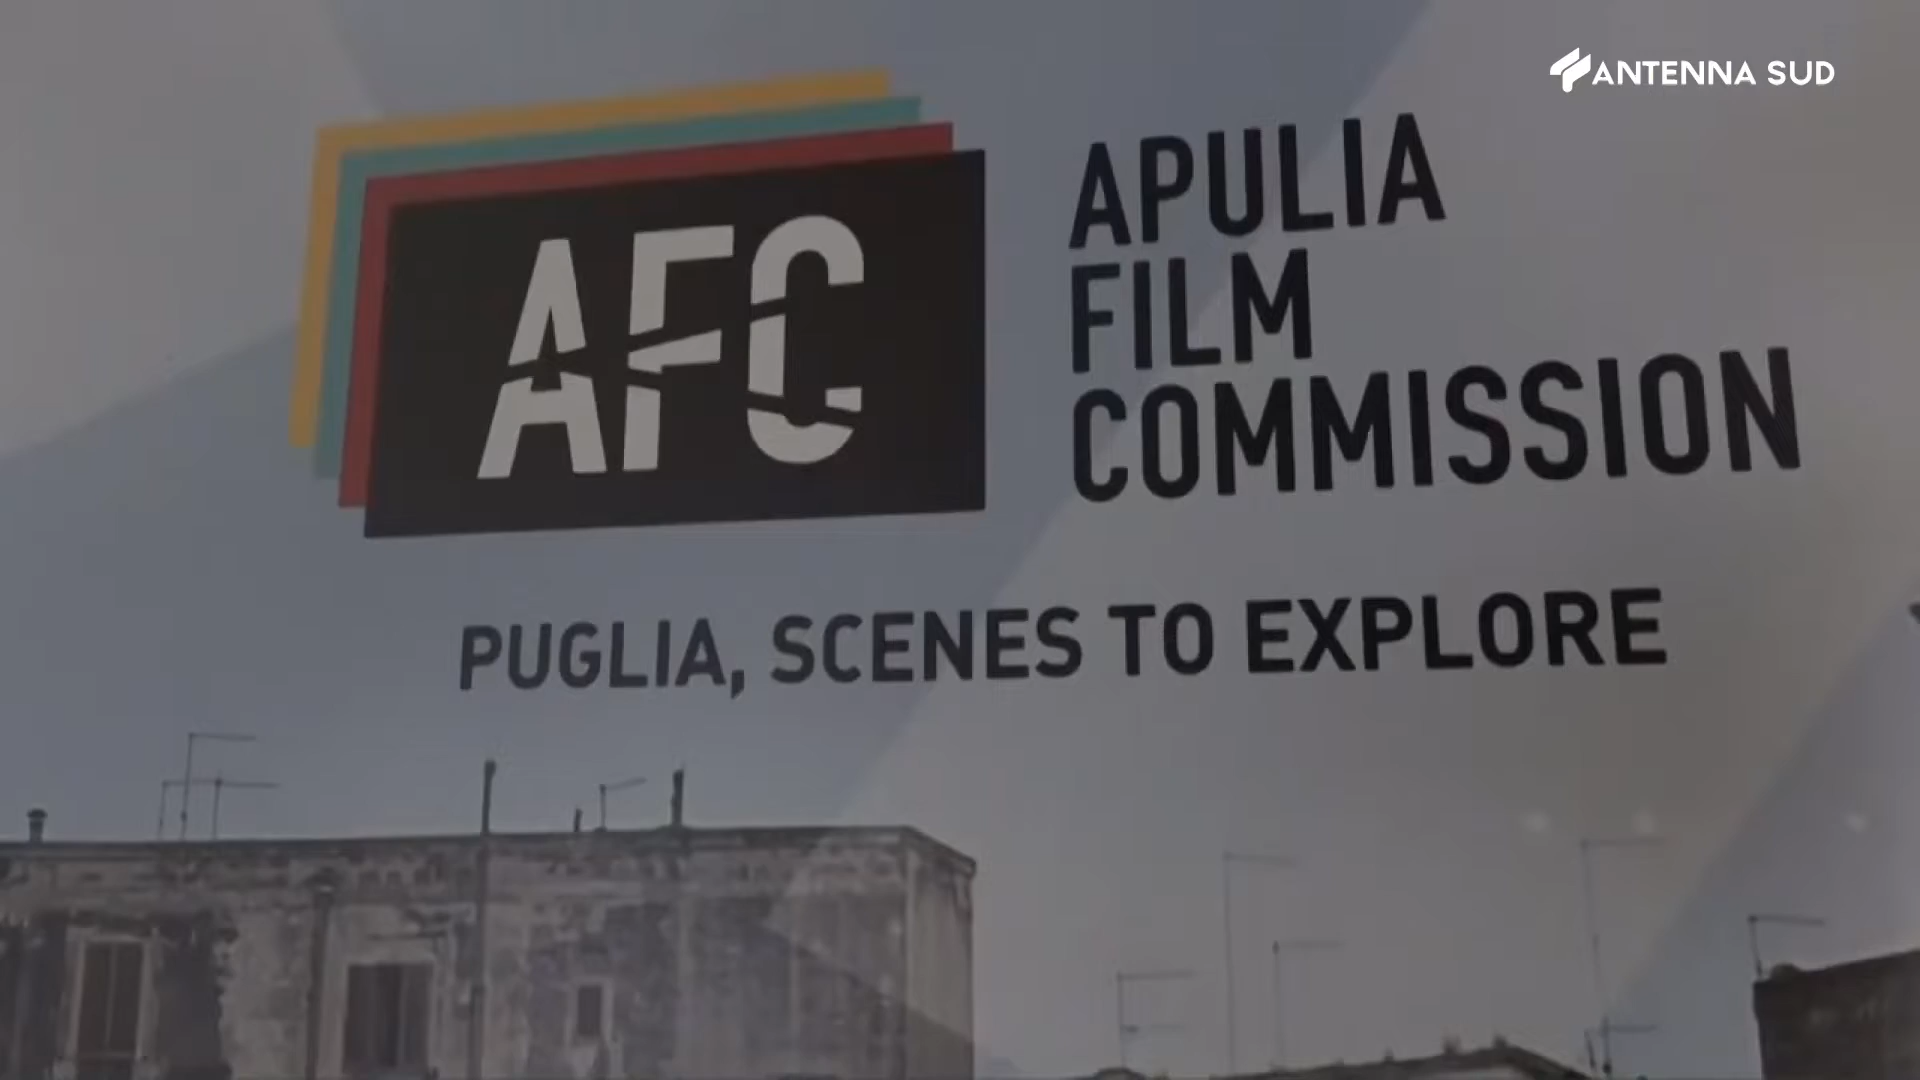 ANTENNA SUD
AFC
APULIA
FILM
COMMISSION
PUGLIA, SCENES TO EXPLORE